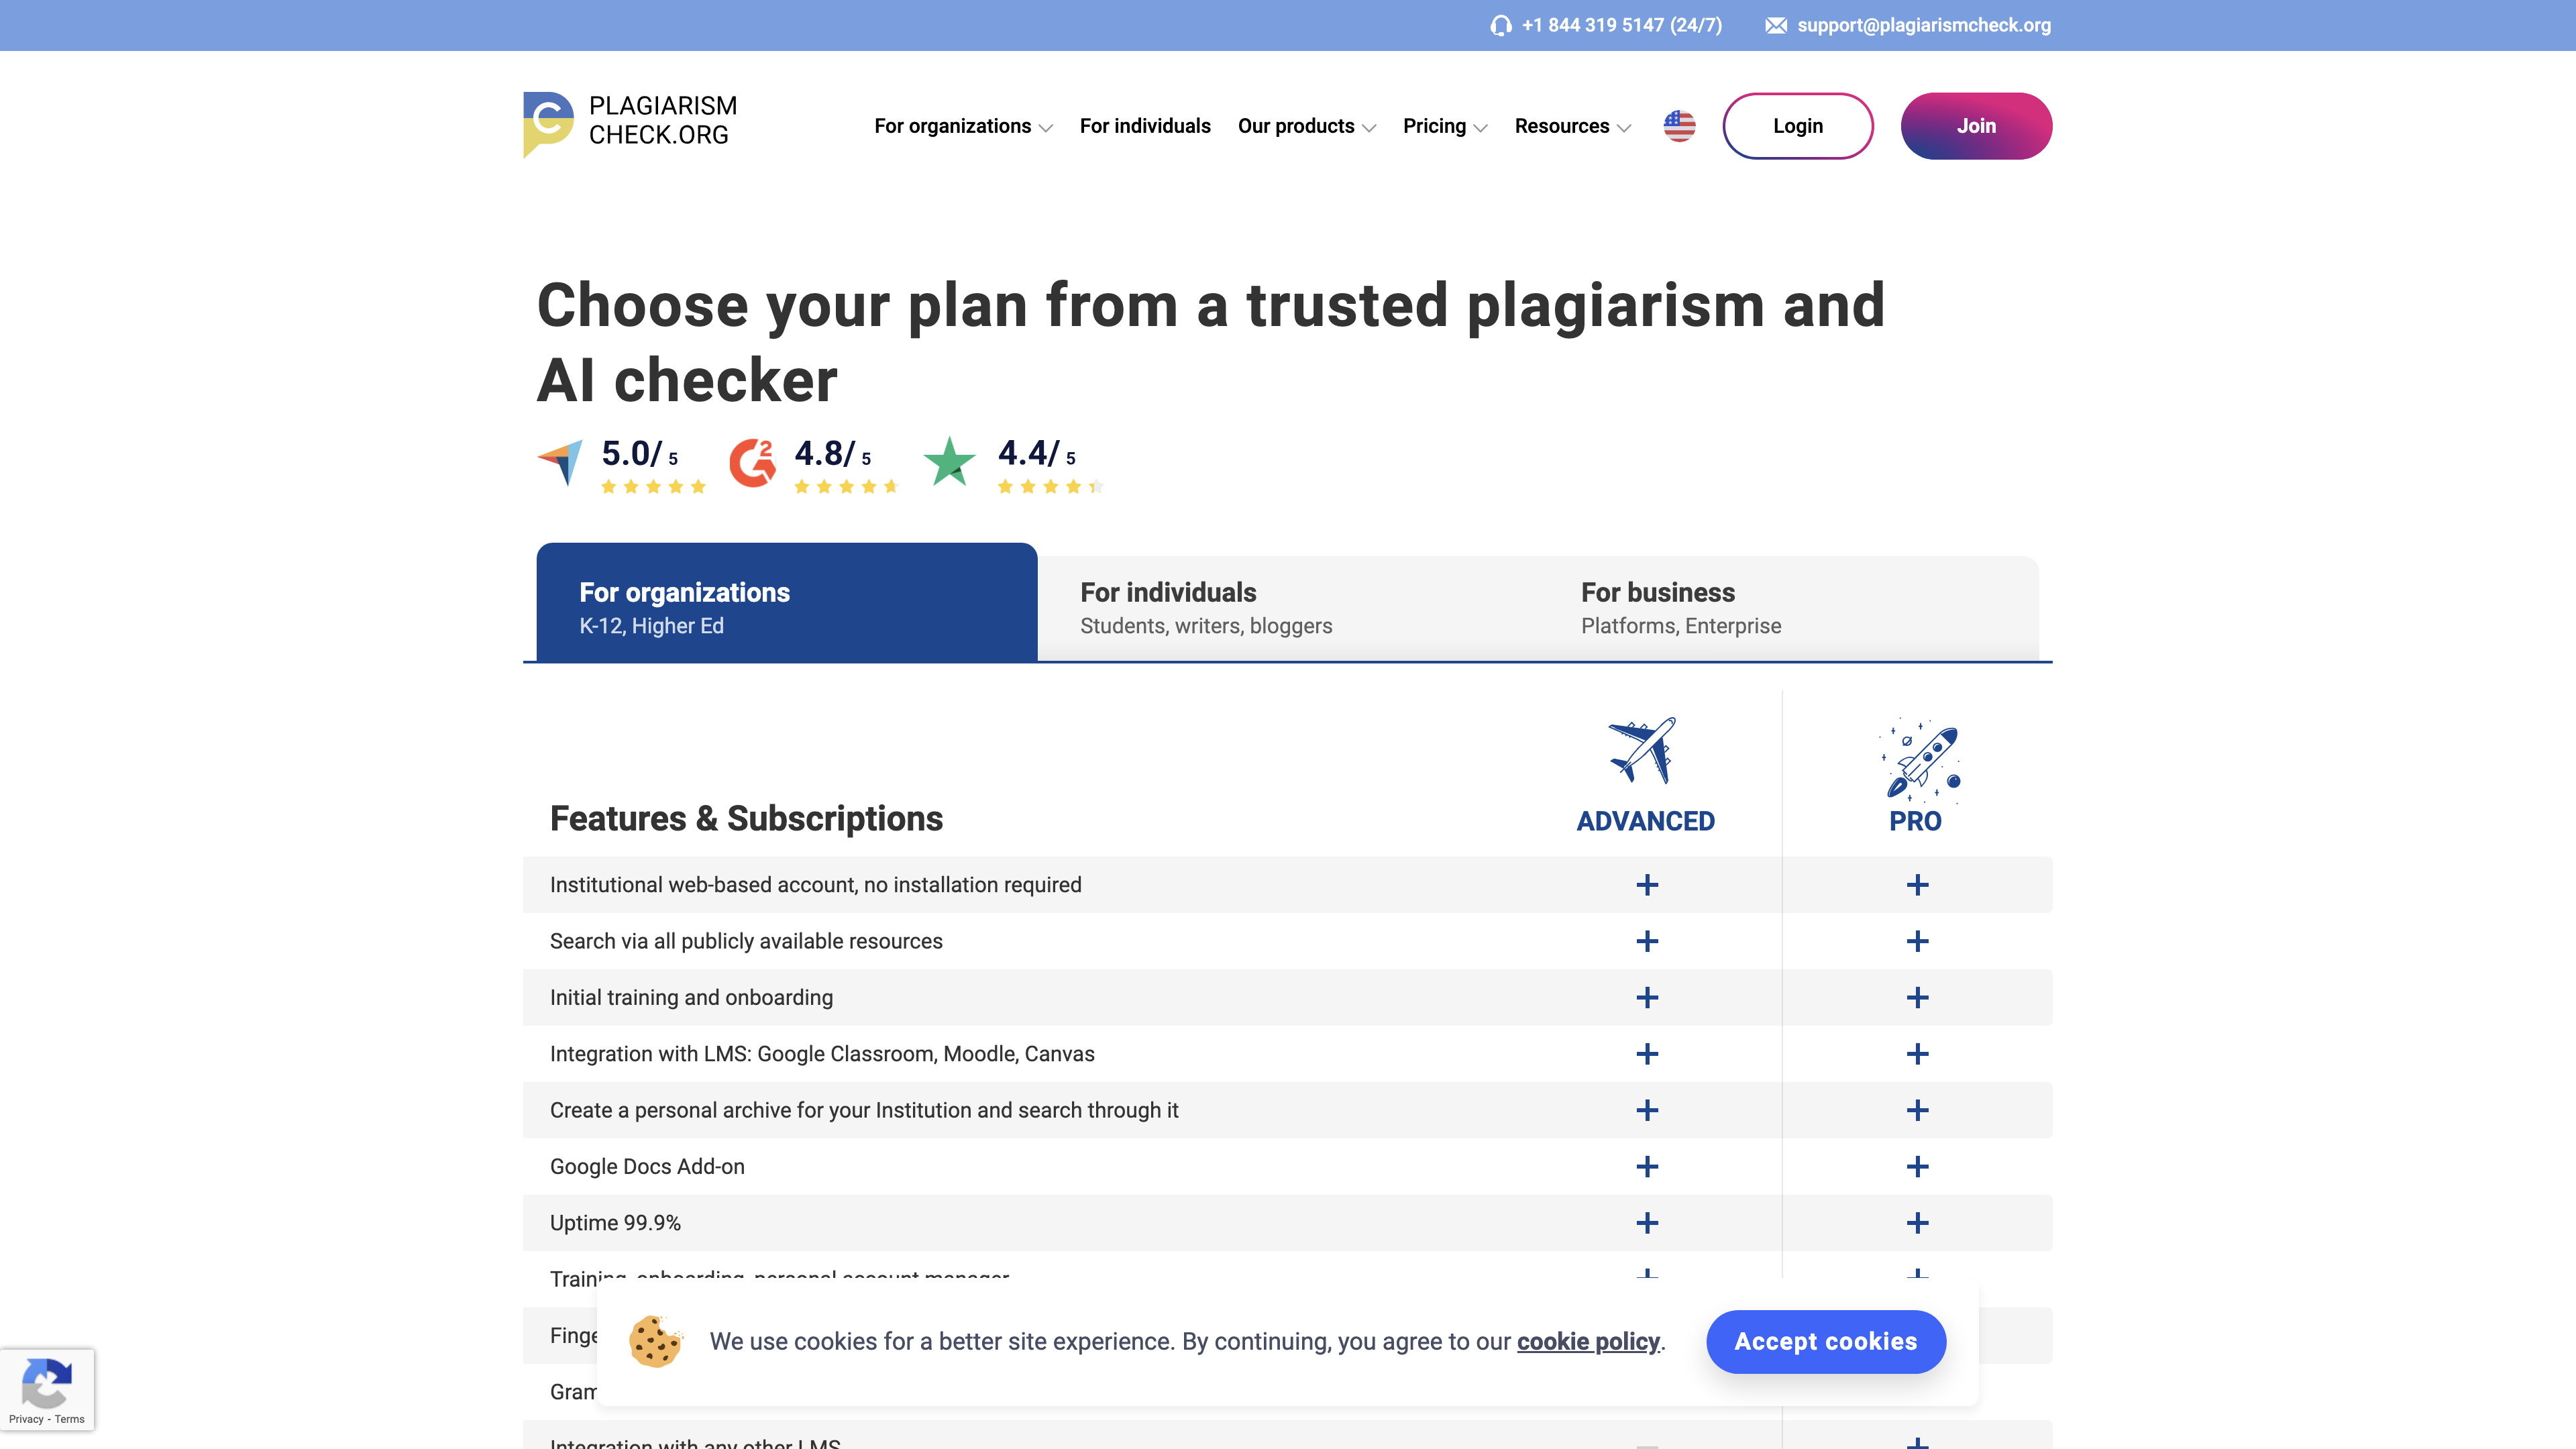 +1 844 319 5147 (24/7) support@plagiarismcheck.org
PLAGIARISM
CHECK.ORG
For organizations For individuals Our products Pricing Resources Login Join
Choose your plan from a trusted plagiarism and
AI checker
5.0/ 5 4.8/ 5 4.4/ 5
For organizations
K-12, Higher Ed
For individuals
Students, writers, bloggers
For business
Platforms, Enterprise
Features & Subscriptions ADVANCED PRO
Institutional web-based account, no installation required + +
Search via all publicly available resources + +
Initial training and onboarding + +
Integration with LMS: Google Classroom, Moodle, Canvas + +
Create a personal archive for your Institution and search through it + +
Google Docs Add-on + +
Uptime 99.9% + +
Training, onboarding, personal account manager + +
Finge
Gram
Integration with any other LMS
We use cookies for a better site experience. By continuing, you agree to our cookie policy.
Accept cookies
Privacy - Terms